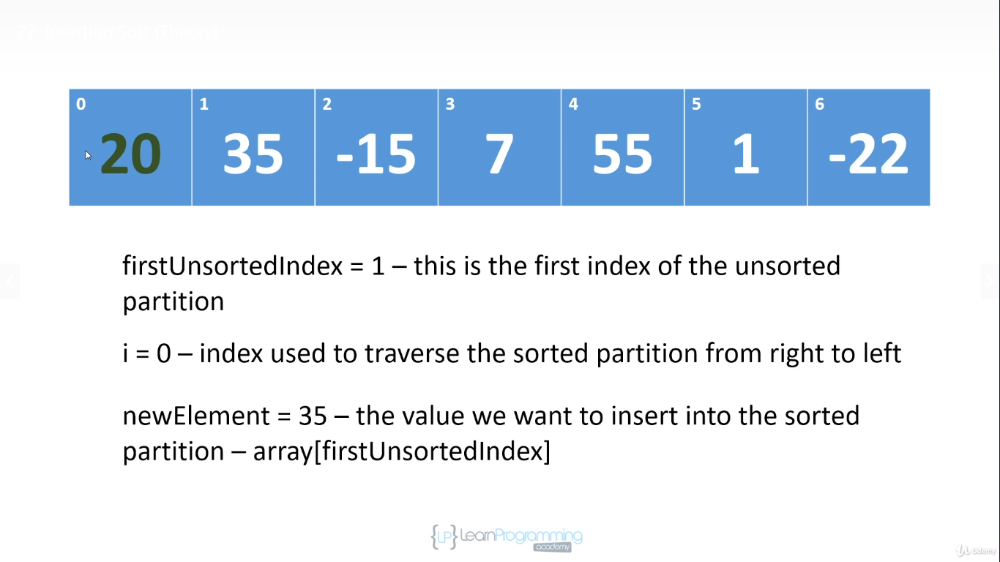 22. Insertion Sort (Theory)
0 1 2 3 4 5 6
20 35 -15 7 55 1 -22
firstUnsortedIndex = 1 – this is the first index of the unsorted
partition
i = 0 – index used to traverse the sorted partition from right to left
newElement = 35 – the value we want to insert into the sorted
partition – array[firstUnsortedIndex]
{LP} LearnProgramming
.academy
Udemy